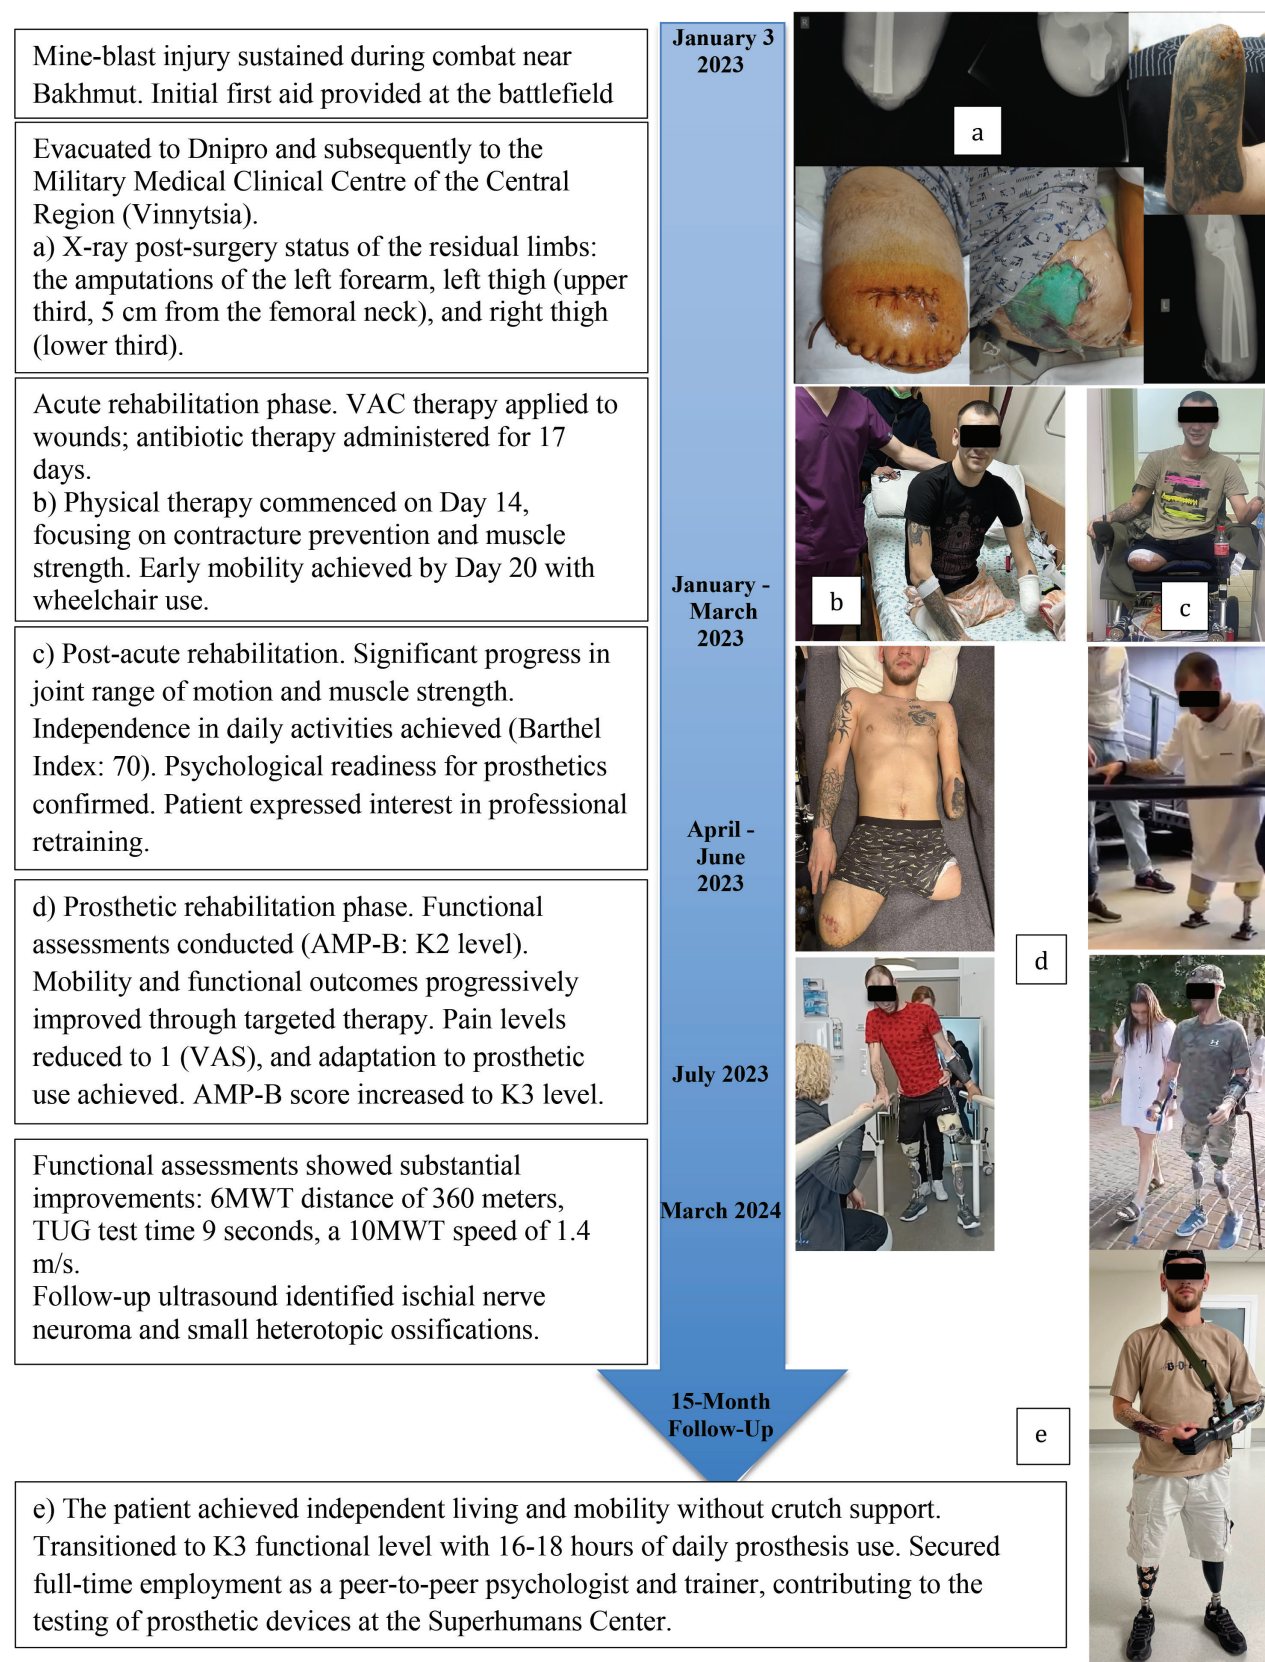 Mine-blast injury sustained during combat near
Bakhmut. Initial first aid provided at the battlefield
January 3
2023
Evacuated to Dnipro and subsequently to the
Military Medical Clinical Centre of the Central
Region (Vinnytsia).
a) X-ray post-surgery status of the residual limbs:
the amputations of the left forearm, left thigh (upper
third, 5 cm from the femoral neck), and right thigh
(lower third).
R
a
L
Acute rehabilitation phase. VAC therapy applied to
wounds; antibiotic therapy administered for 17
days.
b) Physical therapy commenced on Day 14,
focusing on contracture prevention and muscle
strength. Early mobility achieved by Day 20 with
wheelchair use.
January -
March
2023
b
c
c) Post-acute rehabilitation. Significant progress in
joint range of motion and muscle strength.
Independence in daily activities achieved (Barthel
Index: 70). Psychological readiness for prosthetics
confirmed. Patient expressed interest in professional
retraining.
April -
June
2023
d) Prosthetic rehabilitation phase. Functional
assessments conducted (AMP-B: K2 level).
Mobility and functional outcomes progressively
improved through targeted therapy. Pain levels
reduced to 1 (VAS), and adaptation to prosthetic
use achieved. AMP-B score increased to K3 level.
July 2023
d
Functional assessments showed substantial
improvements: 6MWT distance of 360 meters,
TUG test time 9 seconds, a 10MWT speed of 1.4
m/s.
Follow-up ultrasound identified ischial nerve
neuroma and small heterotopic ossifications.
March 2024
15-Month
Follow-Up
e
e) The patient achieved independent living and mobility without crutch support.
Transitioned to K3 functional level with 16-18 hours of daily prosthesis use. Secured
full-time employment as a peer-to-peer psychologist and trainer, contributing to the
testing of prosthetic devices at the Superhumans Center.